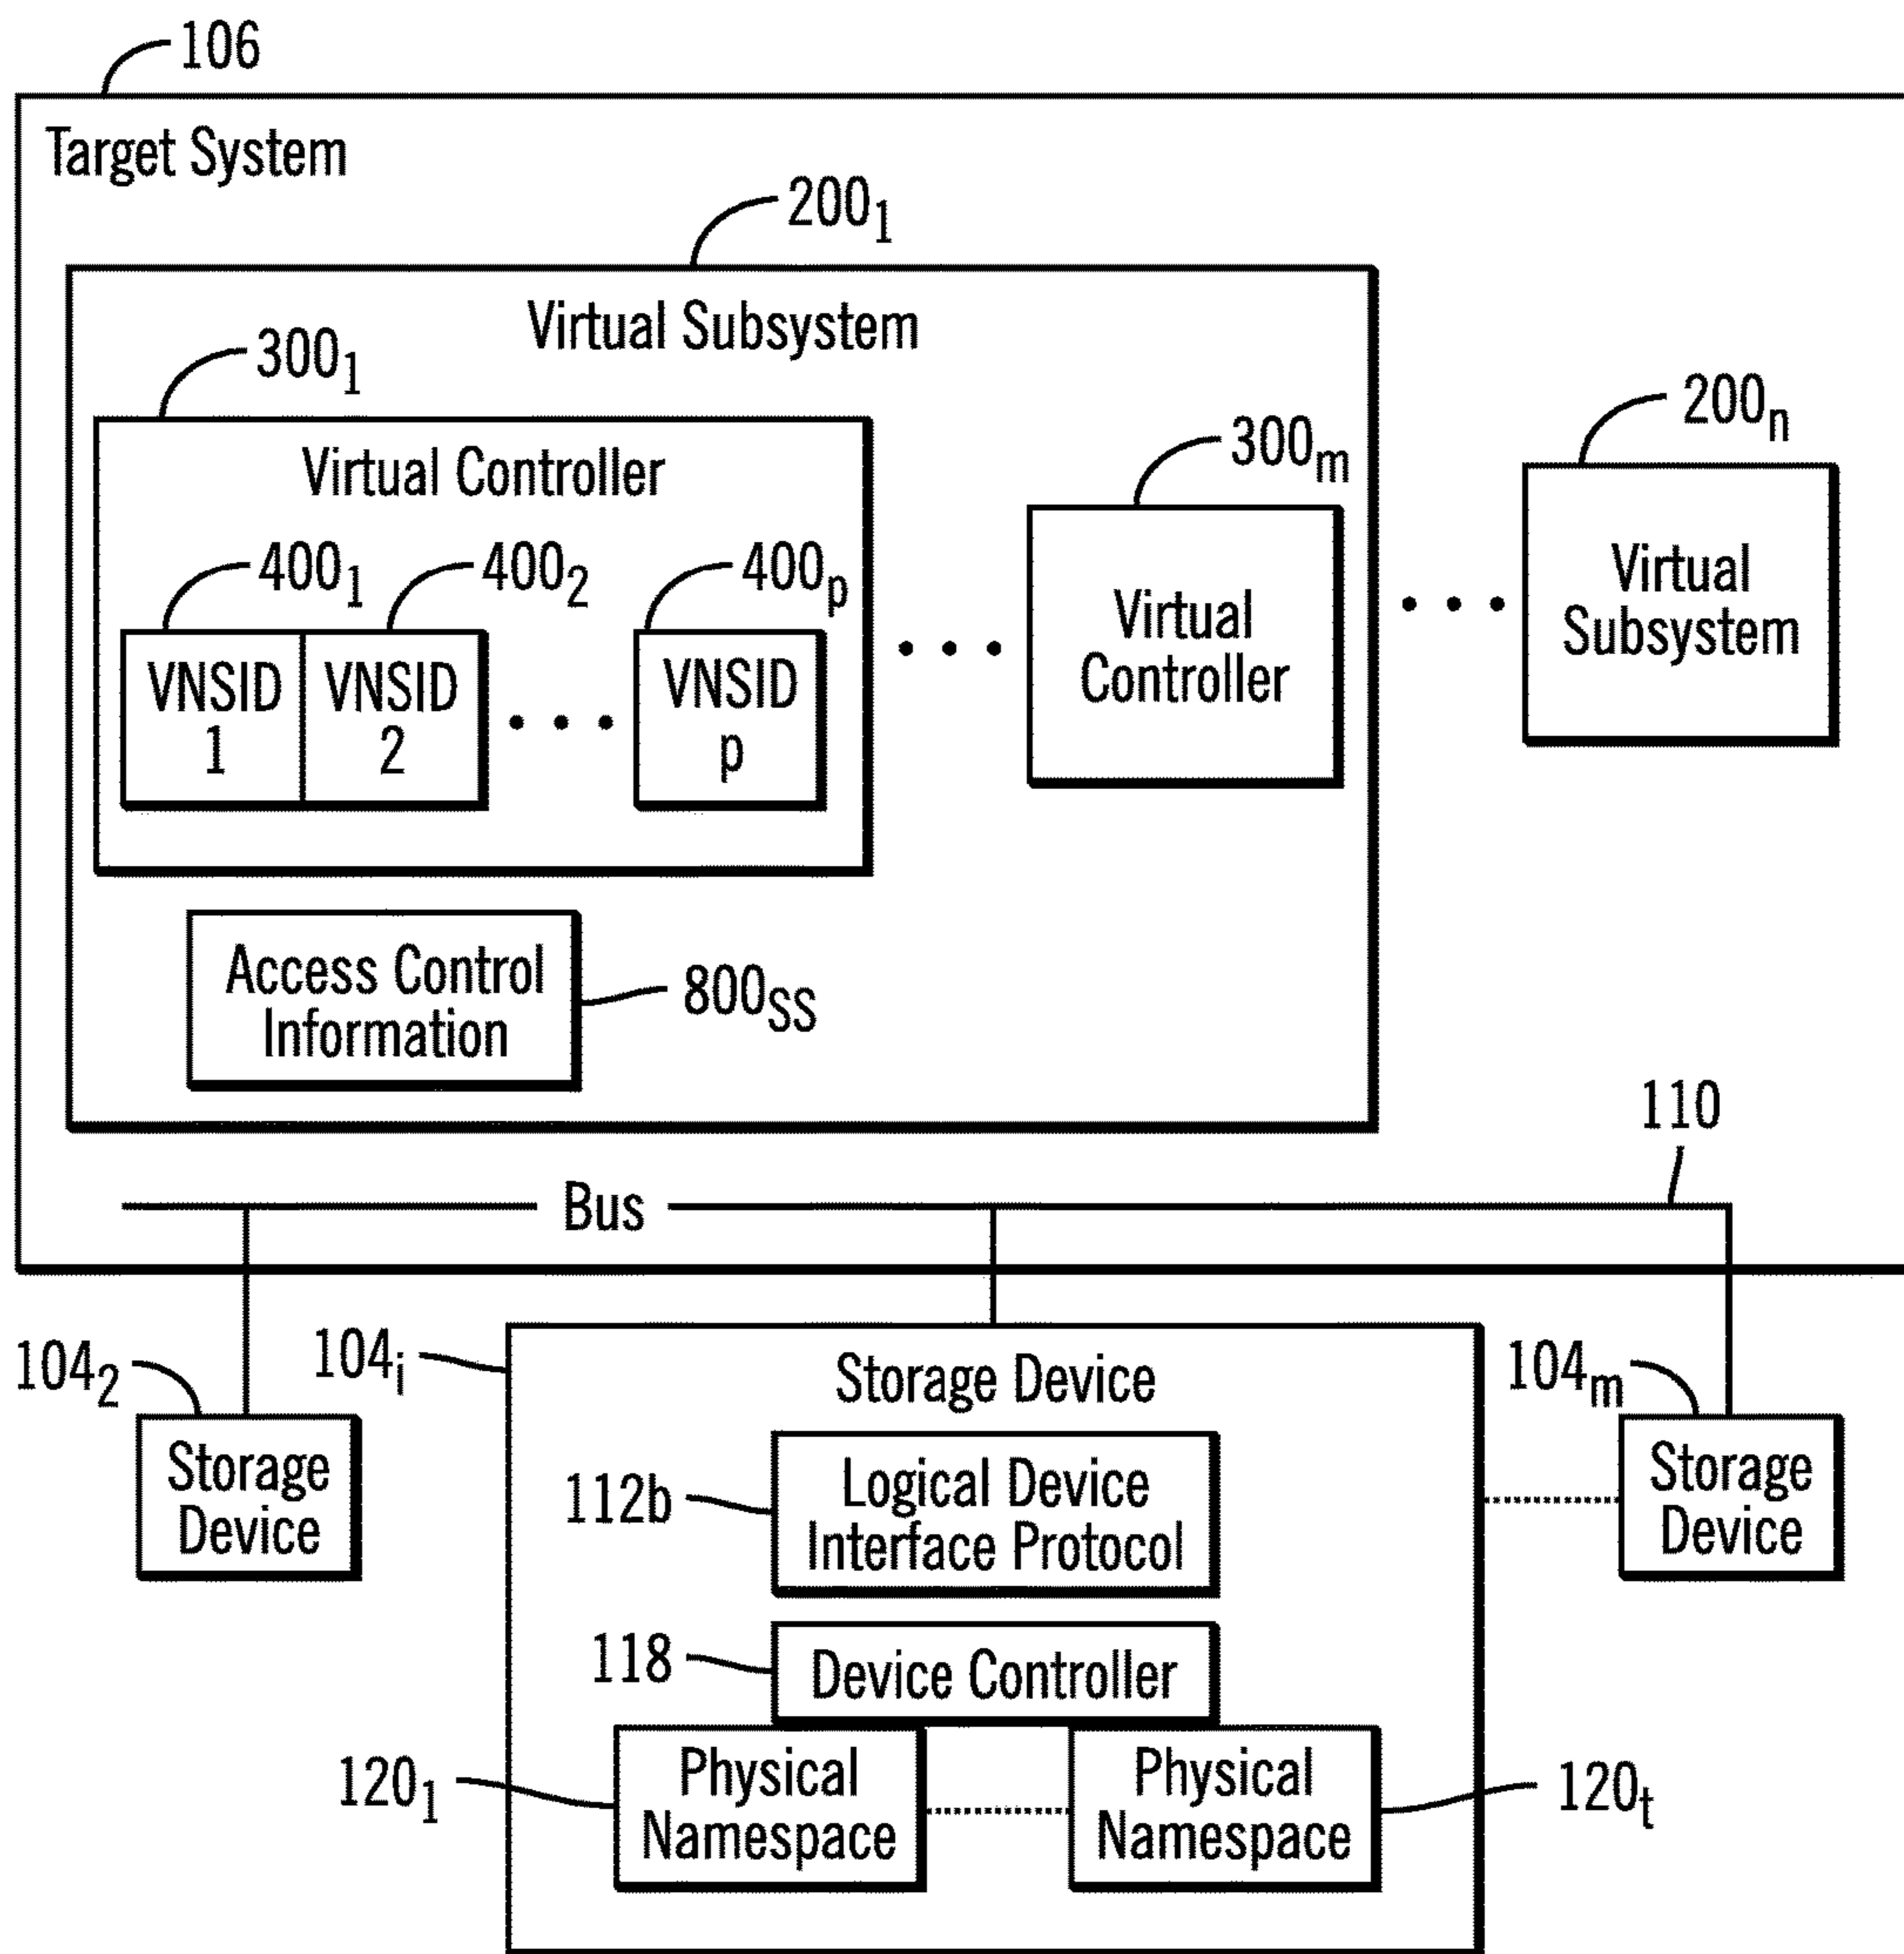 106
Target System
200₁
Virtual Subsystem
300₁
Virtual Controller
300ₘ
200ₙ
400₁
400₂
400ₚ
VNSID
1
VNSID
2
• • •
VNSID
p
• • •
Virtual
Controller
• • •
Virtual
Subsystem
Access Control
Information
800SS
110
Bus
104₂
Storage
Device
104ᵢ
Storage Device
104ₘ
Storage
Device
112b
Logical Device
Interface Protocol
118
Device Controller
120₁
Physical
Namespace
Physical
Namespace
120ₜ